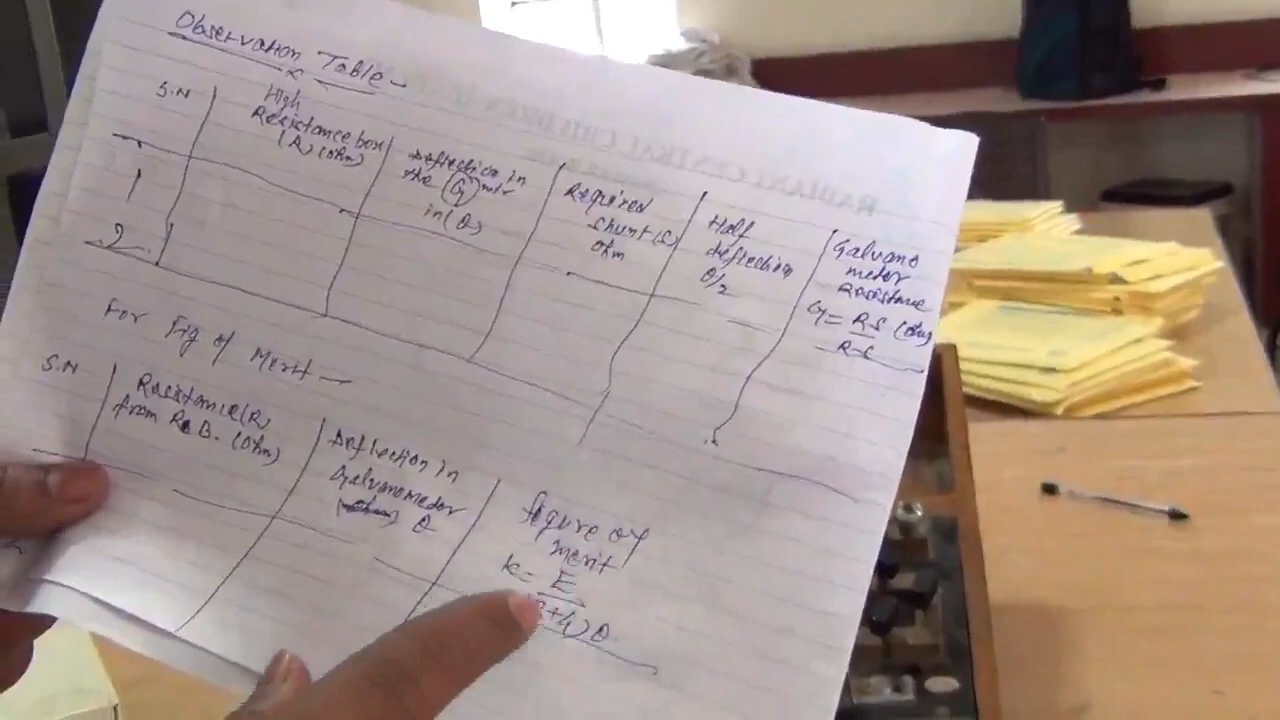 Observation Table -
S.N
High
Resistance box
(R) (ohm)
Deflection in
the (G) mtr
in (θ)
Required
shunt (S)
ohm
Half
deflection
θ/2
Galvano
meter
Resistance
G = RS (ohm)
R-S
1
2.
For Fig of Merit -
S.N
Resistance (R)
from R.B. (ohm)
Deflection in
Galvanometer
θ
figure of
merit
k = E
(R+G) θ